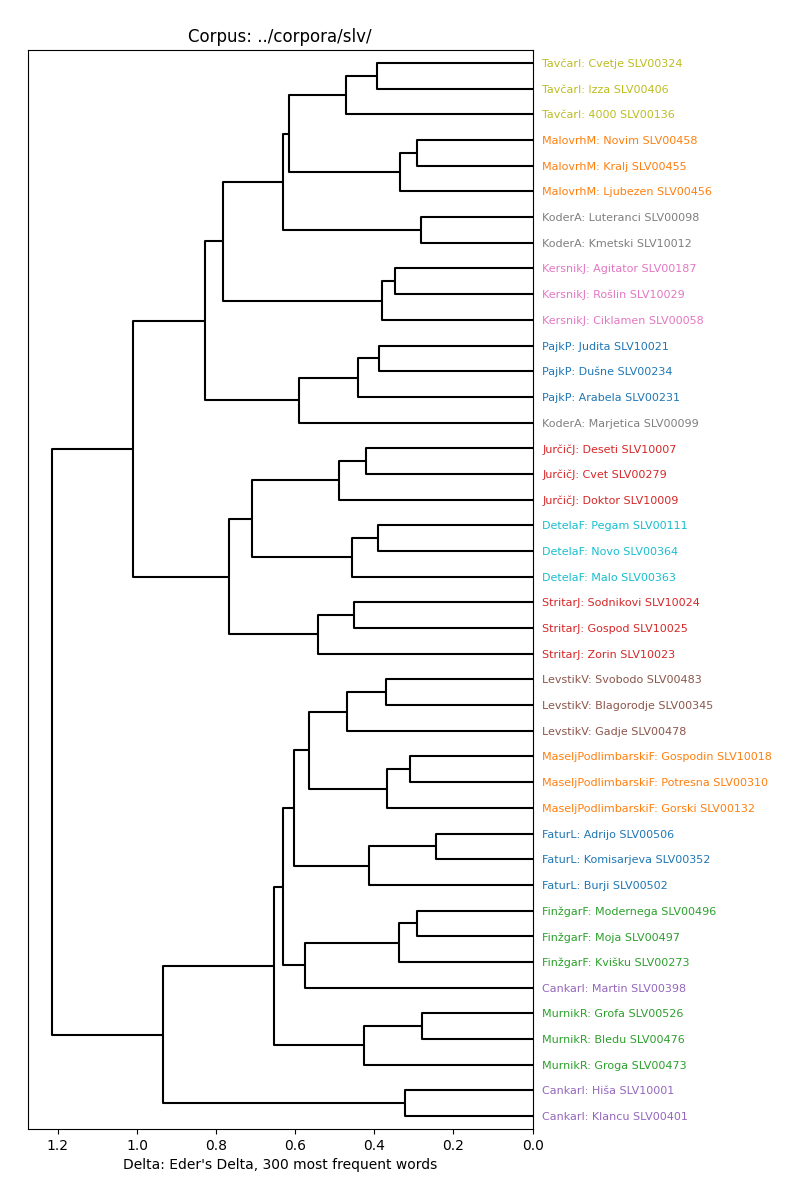 Corpus: ../corpora/slv/
TavčarI: Cvetje SLV00324
TavčarI: Izza SLV00406
TavčarI: 4000 SLV00136
MalovrhM: Novim SLV00458
MalovrhM: Kralj SLV00455
MalovrhM: Ljubezen SLV00456
KoderA: Luteranci SLV00098
KoderA: Kmetski SLV10012
KersnikJ: Agitator SLV00187
KersnikJ: Rošlin SLV10029
KersnikJ: Ciklamen SLV00058
PajkP: Judita SLV10021
PajkP: Dušne SLV00234
PajkP: Arabela SLV00231
KoderA: Marjetica SLV00099
JurčičJ: Deseti SLV10007
JurčičJ: Cvet SLV00279
JurčičJ: Doktor SLV10009
DetelaF: Pegam SLV00111
DetelaF: Novo SLV00364
DetelaF: Malo SLV00363
StritarJ: Sodnikovi SLV10024
StritarJ: Gospod SLV10025
StritarJ: Zorin SLV10023
LevstikV: Svobodo SLV00483
LevstikV: Blagorodje SLV00345
LevstikV: Gadje SLV00478
MaseljPodlimbarskiF: Gospodin SLV10018
MaseljPodlimbarskiF: Potresna SLV00310
MaseljPodlimbarskiF: Gorski SLV00132
FaturL: Adrijo SLV00506
FaturL: Komisarjeva SLV00352
FaturL: Burji SLV00502
FinžgarF: Modernega SLV00496
FinžgarF: Moja SLV00497
FinžgarF: Kvišku SLV00273
CankarI: Martin SLV00398
MurnikR: Grofa SLV00526
MurnikR: Bledu SLV00476
MurnikR: Groga SLV00473
CankarI: Hiša SLV10001
CankarI: Klancu SLV00401
1.2 1.0 0.8 0.6 0.4 0.2 0.0
Delta: Eder's Delta, 300 most frequent words